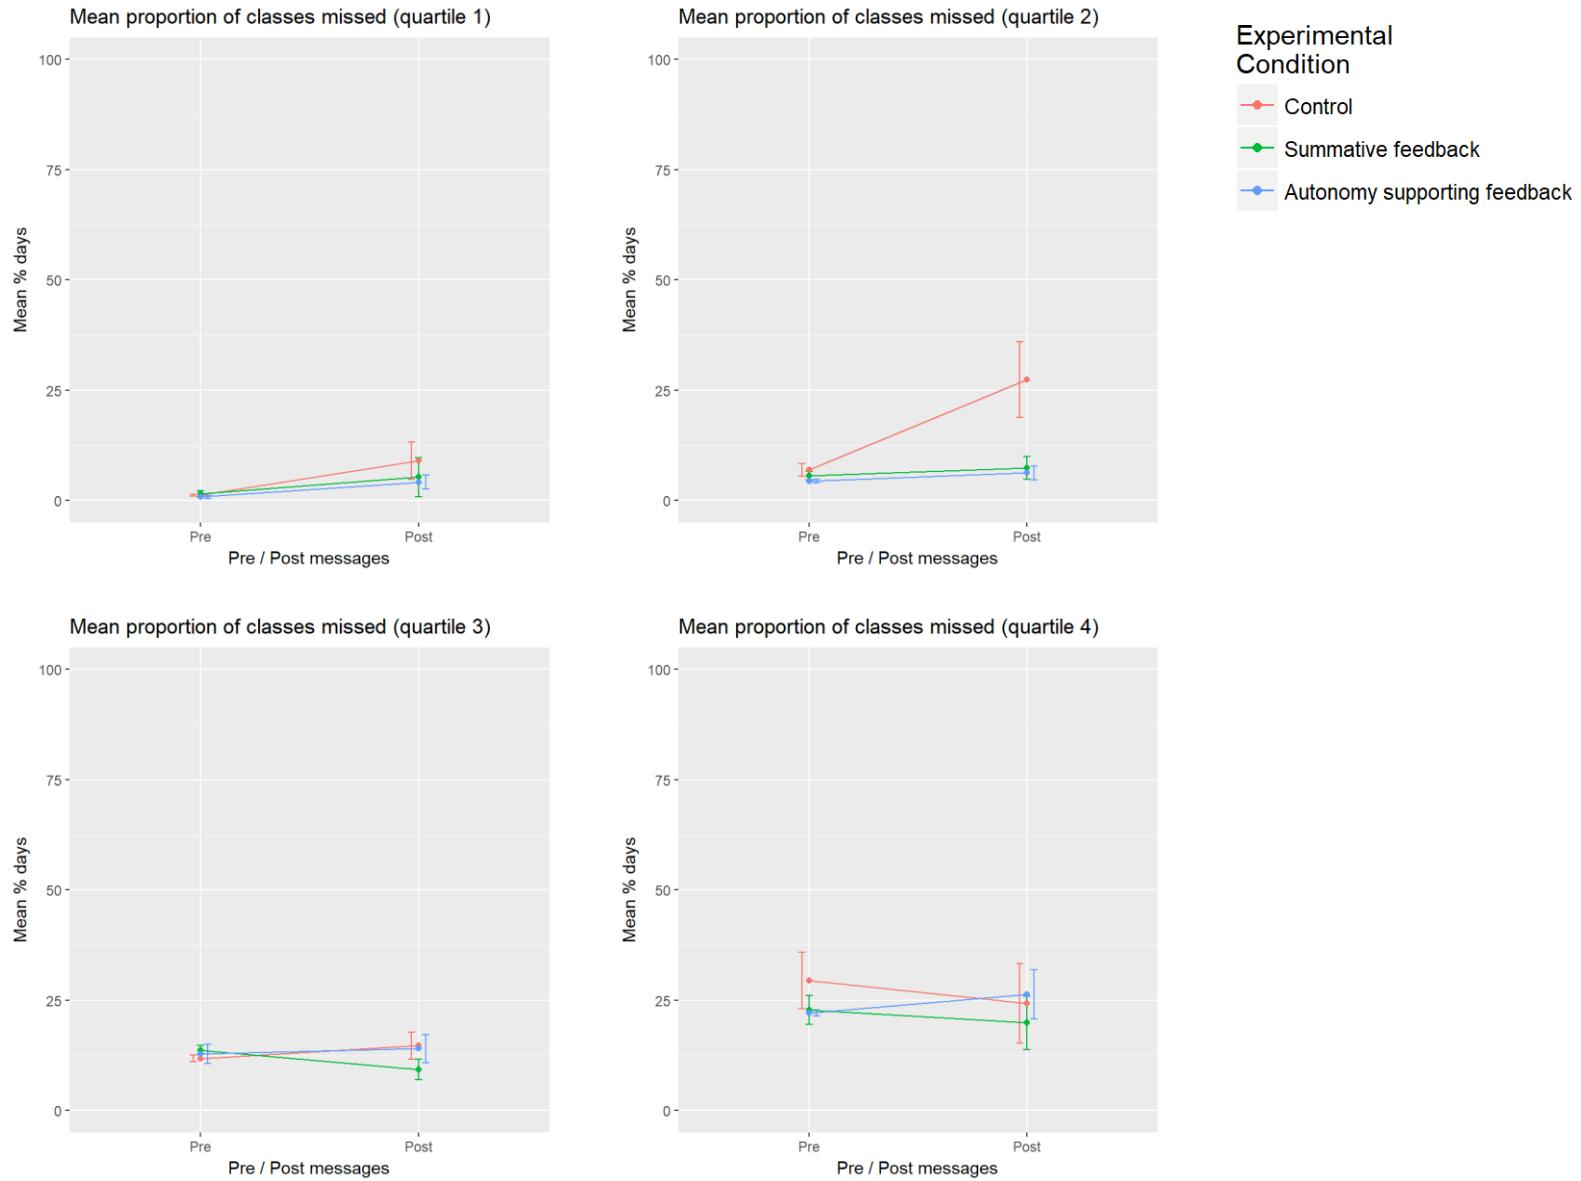 Mean proportion of classes missed (quartile 1)
100
75
50
25
0
Mean % days
Pre
Post
Pre / Post messages
Mean proportion of classes missed (quartile 2)
100
75
50
25
0
Mean % days
Pre
Post
Pre / Post messages
Experimental
Condition
Control
Summative feedback
Autonomy supporting feedback
Mean proportion of classes missed (quartile 3)
100
75
50
25
0
Mean % days
Pre
Post
Pre / Post messages
Mean proportion of classes missed (quartile 4)
100
75
50
25
0
Mean % days
Pre
Post
Pre / Post messages